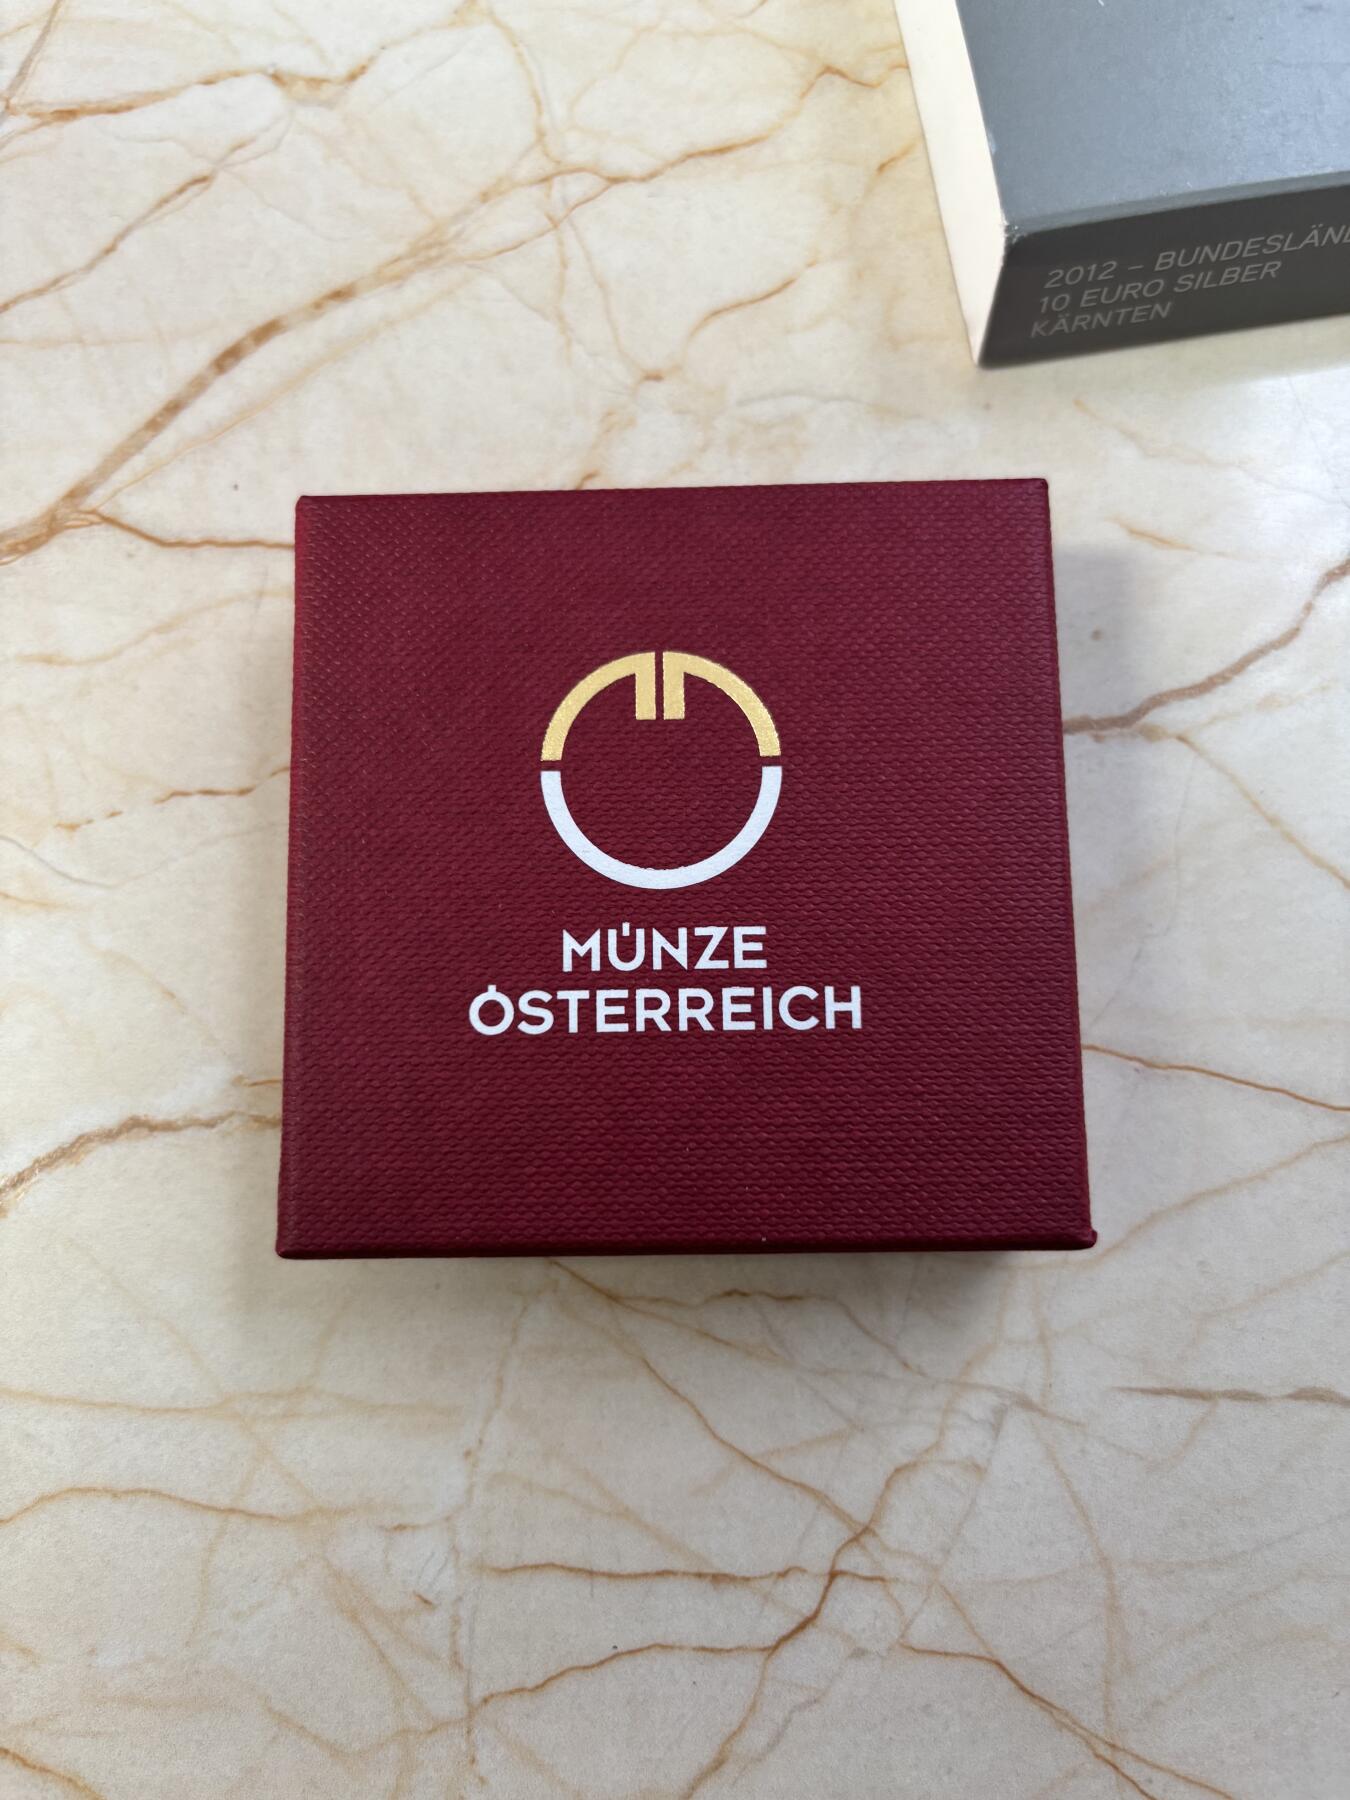 2012 – BUNDESLÄN
10 EURO SILBER
KÄRNTEN
MÜNZE
ÖSTERREICH